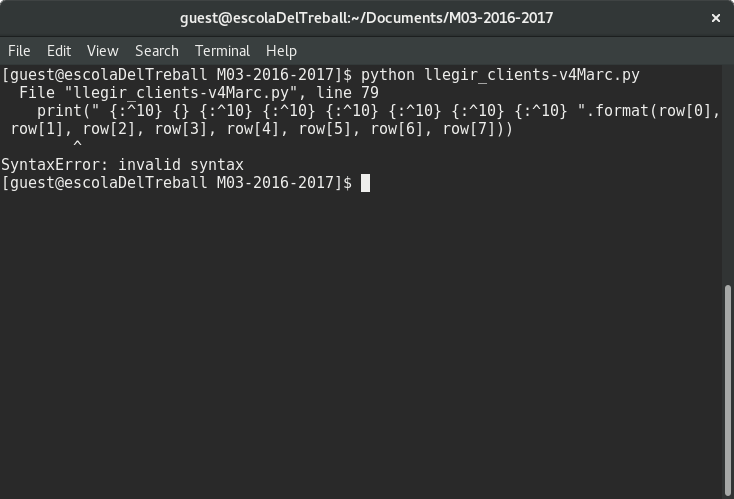 guest@escolaDelTreball:~/Documents/M03-2016-2017
File Edit View Search Terminal Help
[guest@escolaDelTreball M03-2016-2017]$ python llegir_clients-v4Marc.py
  File "llegir_clients-v4Marc.py", line 79
    print(" {:^10} {} {:^10} {:^10} {:^10} {:^10} {:^10} {:^10} ".format(row[0],
 row[1], row[2], row[3], row[4], row[5], row[6], row[7]))
        ^
SyntaxError: invalid syntax
[guest@escolaDelTreball M03-2016-2017]$